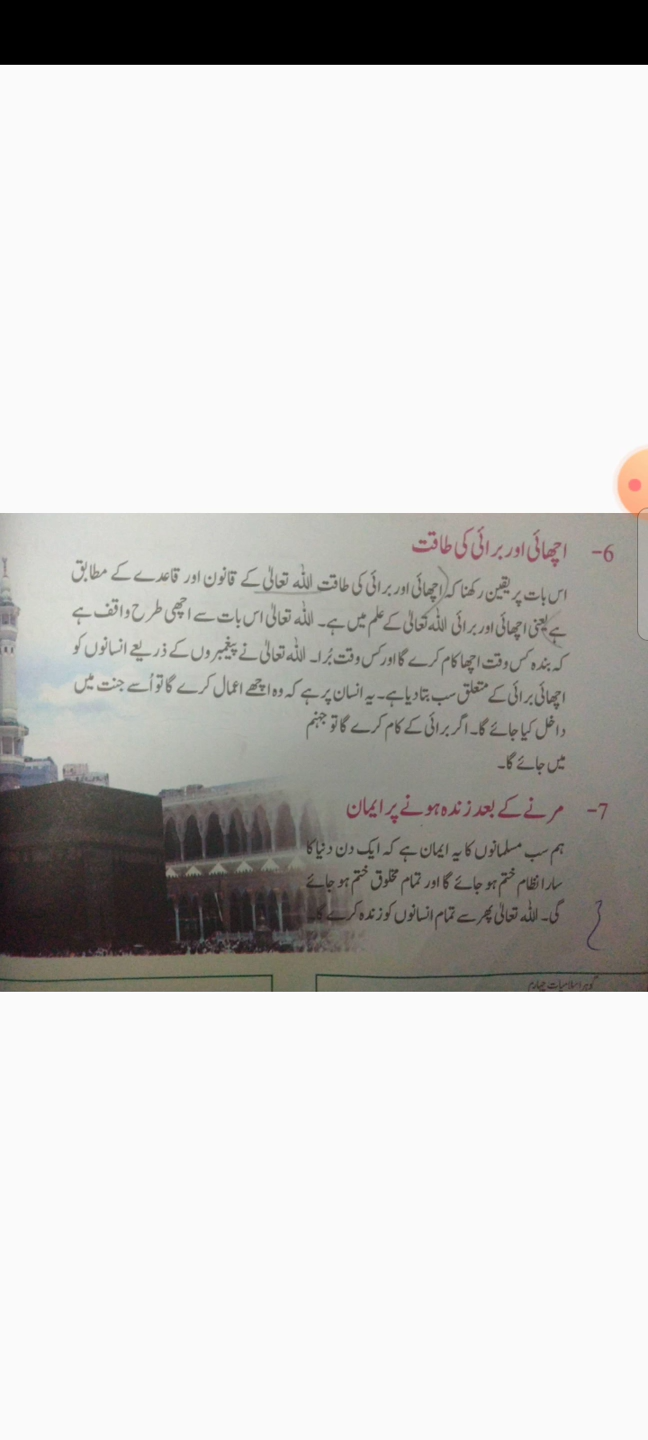 6- اچھائی اور برائی کی طاقت
اس بات پر یقین رکھنا کہ اچھائی اور برائی کی طاقت اللہ تعالیٰ کے قانون اور قاعدے کے مطابق
ہے یعنی اچھائی اور برائی اللہ تعالیٰ کے علم میں ہے۔ اللہ تعالیٰ اس بات سے اچھی طرح واقف ہے
کہ بندہ کس وقت اچھا کام کرے گا اور کس وقت بُرا۔ اللہ تعالیٰ نے پیغمبروں کے ذریعے انسانوں کو
اچھائی برائی کے متعلق سب بتا دیا ہے۔ یہ انسان پر ہے کہ وہ اچھے اعمال کرے گا تو اُسے جنت میں
داخل کیا جائے گا۔ اگر برائی کے کام کرے گا تو جہنم
میں جائے گا۔
7- مرنے کے بعد زندہ ہونے پر ایمان
ہم سب مسلمانوں کا یہ ایمان ہے کہ ایک دن دنیا کا
سارا نظام ختم ہو جائے گا اور تمام مخلوق ختم ہو جائے
گی۔ اللہ تعالیٰ پھر سے تمام انسانوں کو زندہ کرے گا۔
گوہر اسلامیات چہارم